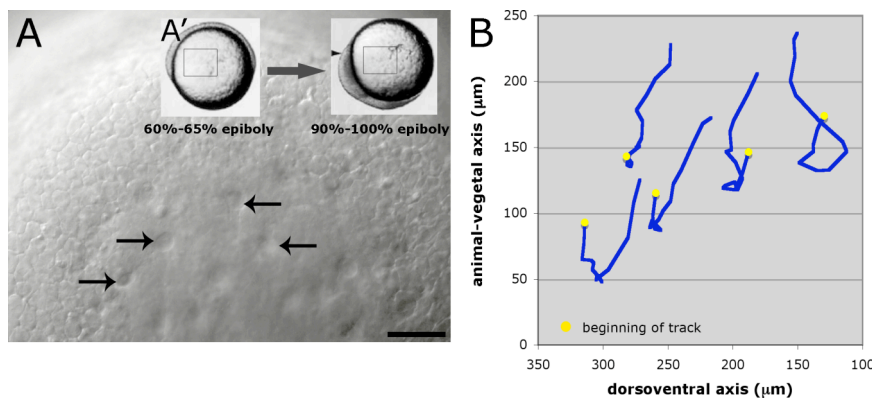 A
A′
60%-65% epiboly
90%-100% epiboly
B
animal-vegetal axis (μm)
250
200
150
100
50
0
beginning of track
350
300
250
200
150
100
dorsoventral axis (μm)